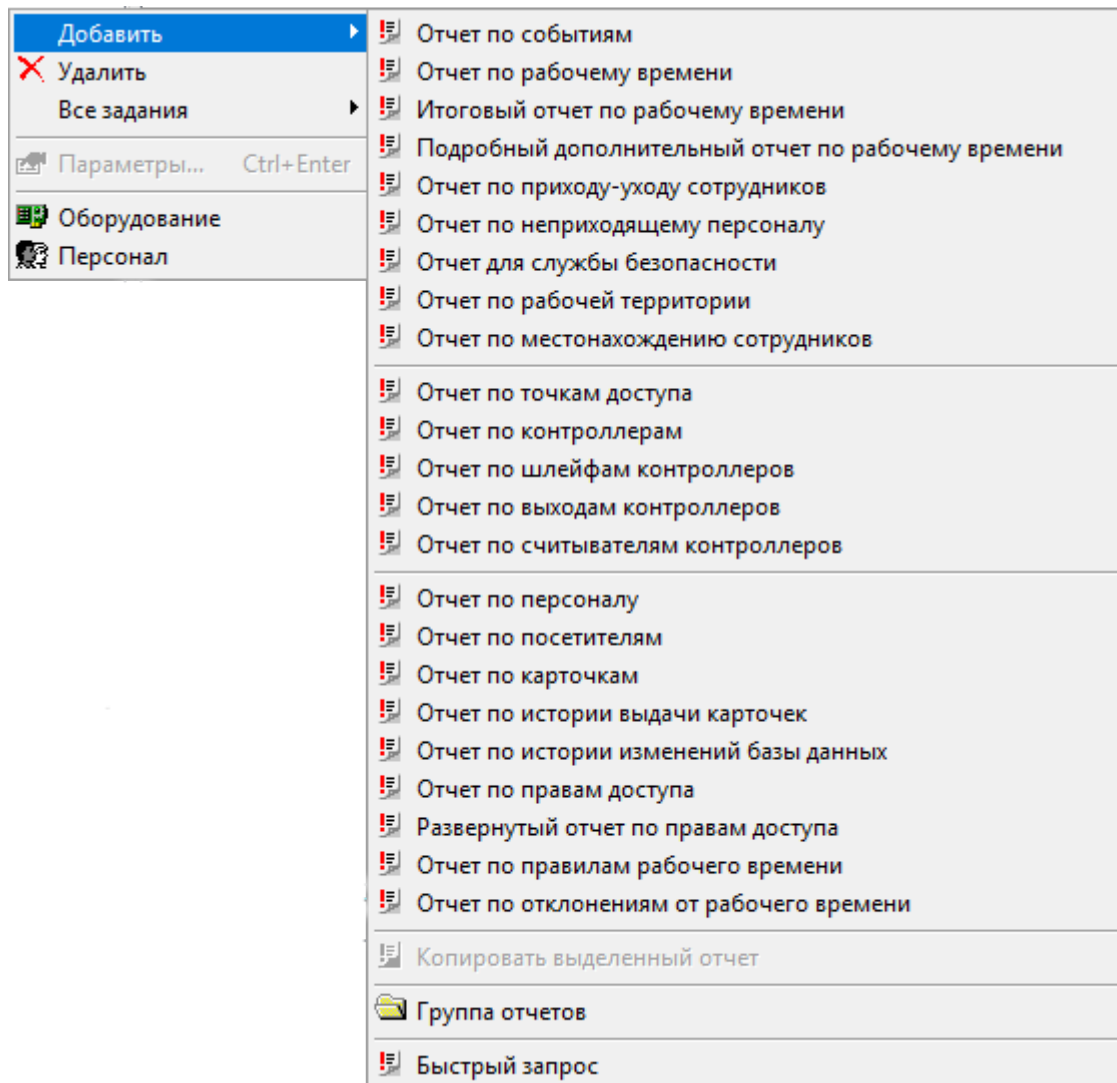 Добавить
Удалить
Все задания
Параметры... Ctrl+Enter
Оборудование
Персонал
Отчет по событиям
Отчет по рабочему времени
Итоговый отчет по рабочему времени
Подробный дополнительный отчет по рабочему времени
Отчет по приходу-уходу сотрудников
Отчет по неприходящему персоналу
Отчет для службы безопасности
Отчет по рабочей территории
Отчет по местонахождению сотрудников
Отчет по точкам доступа
Отчет по контроллерам
Отчет по шлейфам контроллеров
Отчет по выходам контроллеров
Отчет по считывателям контроллеров
Отчет по персоналу
Отчет по посетителям
Отчет по карточкам
Отчет по истории выдачи карточек
Отчет по истории изменений базы данных
Отчет по правам доступа
Развернутый отчет по правам доступа
Отчет по правилам рабочего времени
Отчет по отклонениям от рабочего времени
Копировать выделенный отчет
Группа отчетов
Быстрый запрос